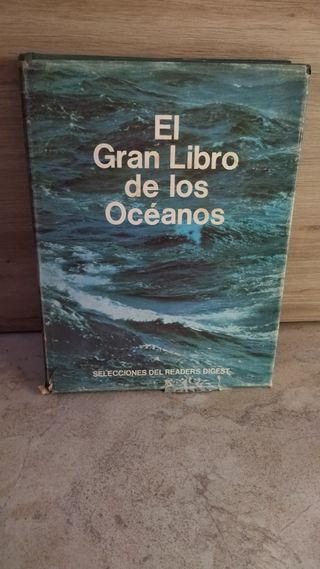 El
Gran Libro
de los
Océanos
SELECCIONES DEL READER'S DIGEST